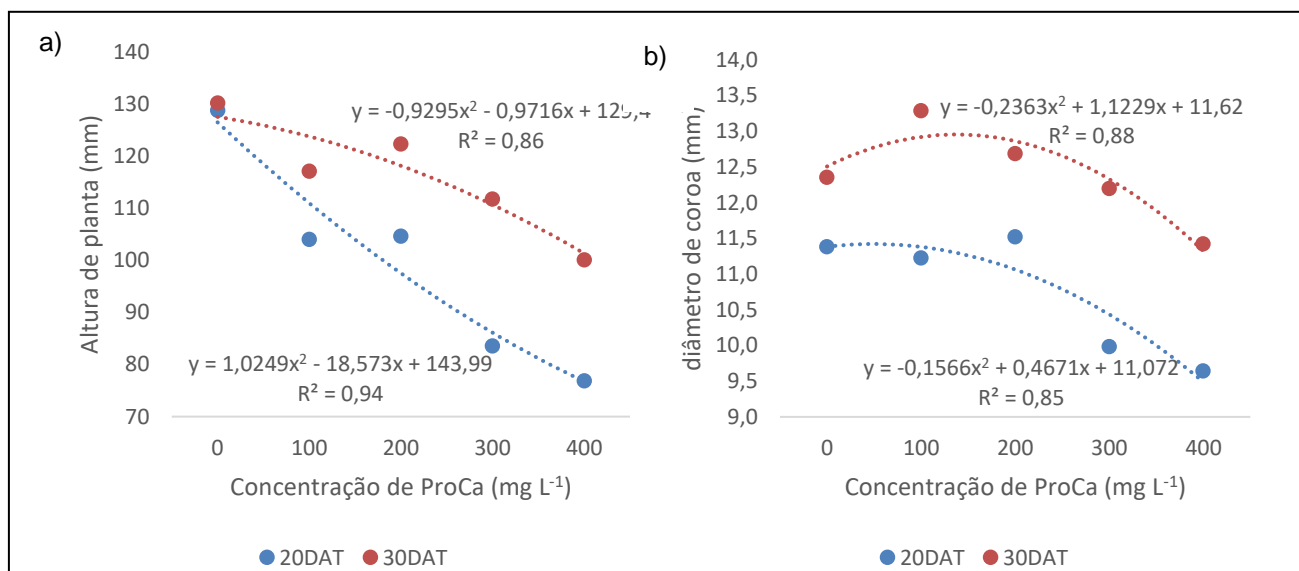 a)
Altura de planta (mm)
140
130
120
110
100
90
80
70
y = -0,9295x² - 0,9716x + 129,4
R² = 0,86
y = 1,0249x² - 18,573x + 143,99
R² = 0,94
0 100 200 300 400
Concentração de ProCa (mg L⁻¹)
20DAT 30DAT
b)
diâmetro de coroa (mm)
14,0
13,5
13,0
12,5
12,0
11,5
11,0
10,5
10,0
9,5
9,0
y = -0,2363x² + 1,1229x + 11,62
R² = 0,88
y = -0,1566x² + 0,4671x + 11,072
R² = 0,85
0 100 200 300 400
Concentração de ProCa (mg L⁻¹)
20DAT 30DAT